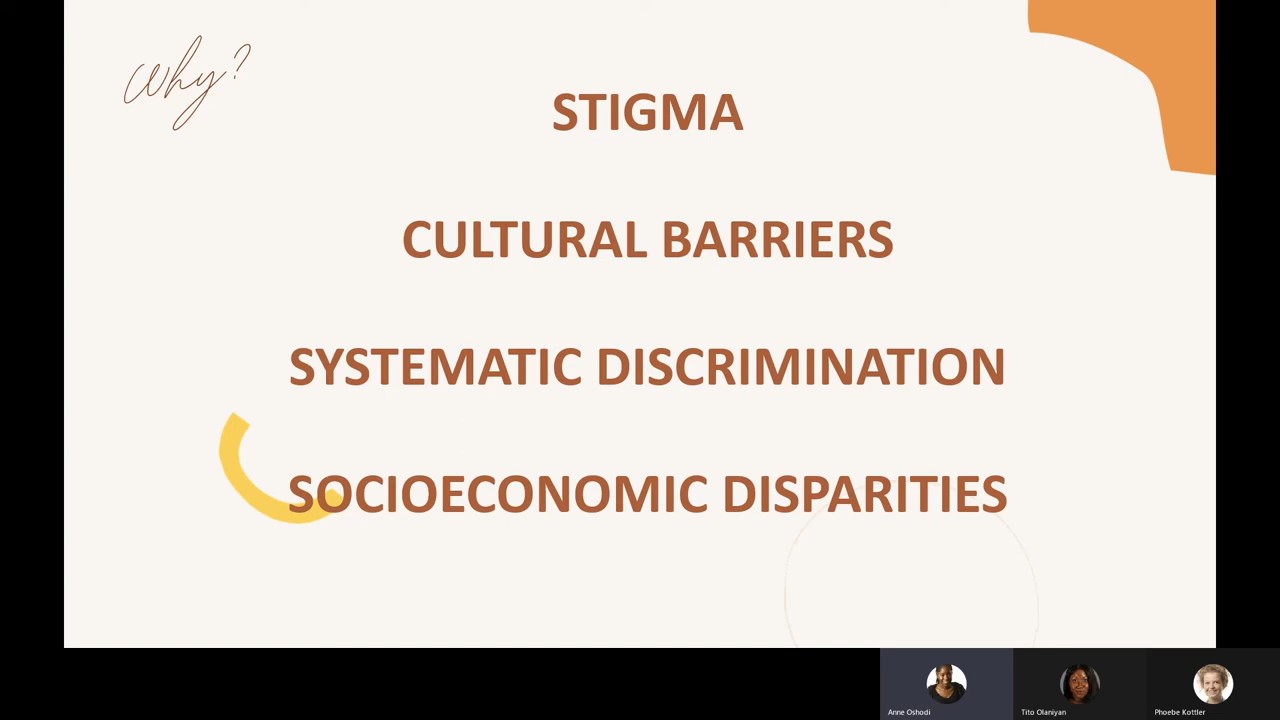 why?
STIGMA
CULTURAL BARRIERS
SYSTEMATIC DISCRIMINATION
SOCIOECONOMIC DISPARITIES
Anne Oshodi
Tito Olaniyan
Phoebe Kottler